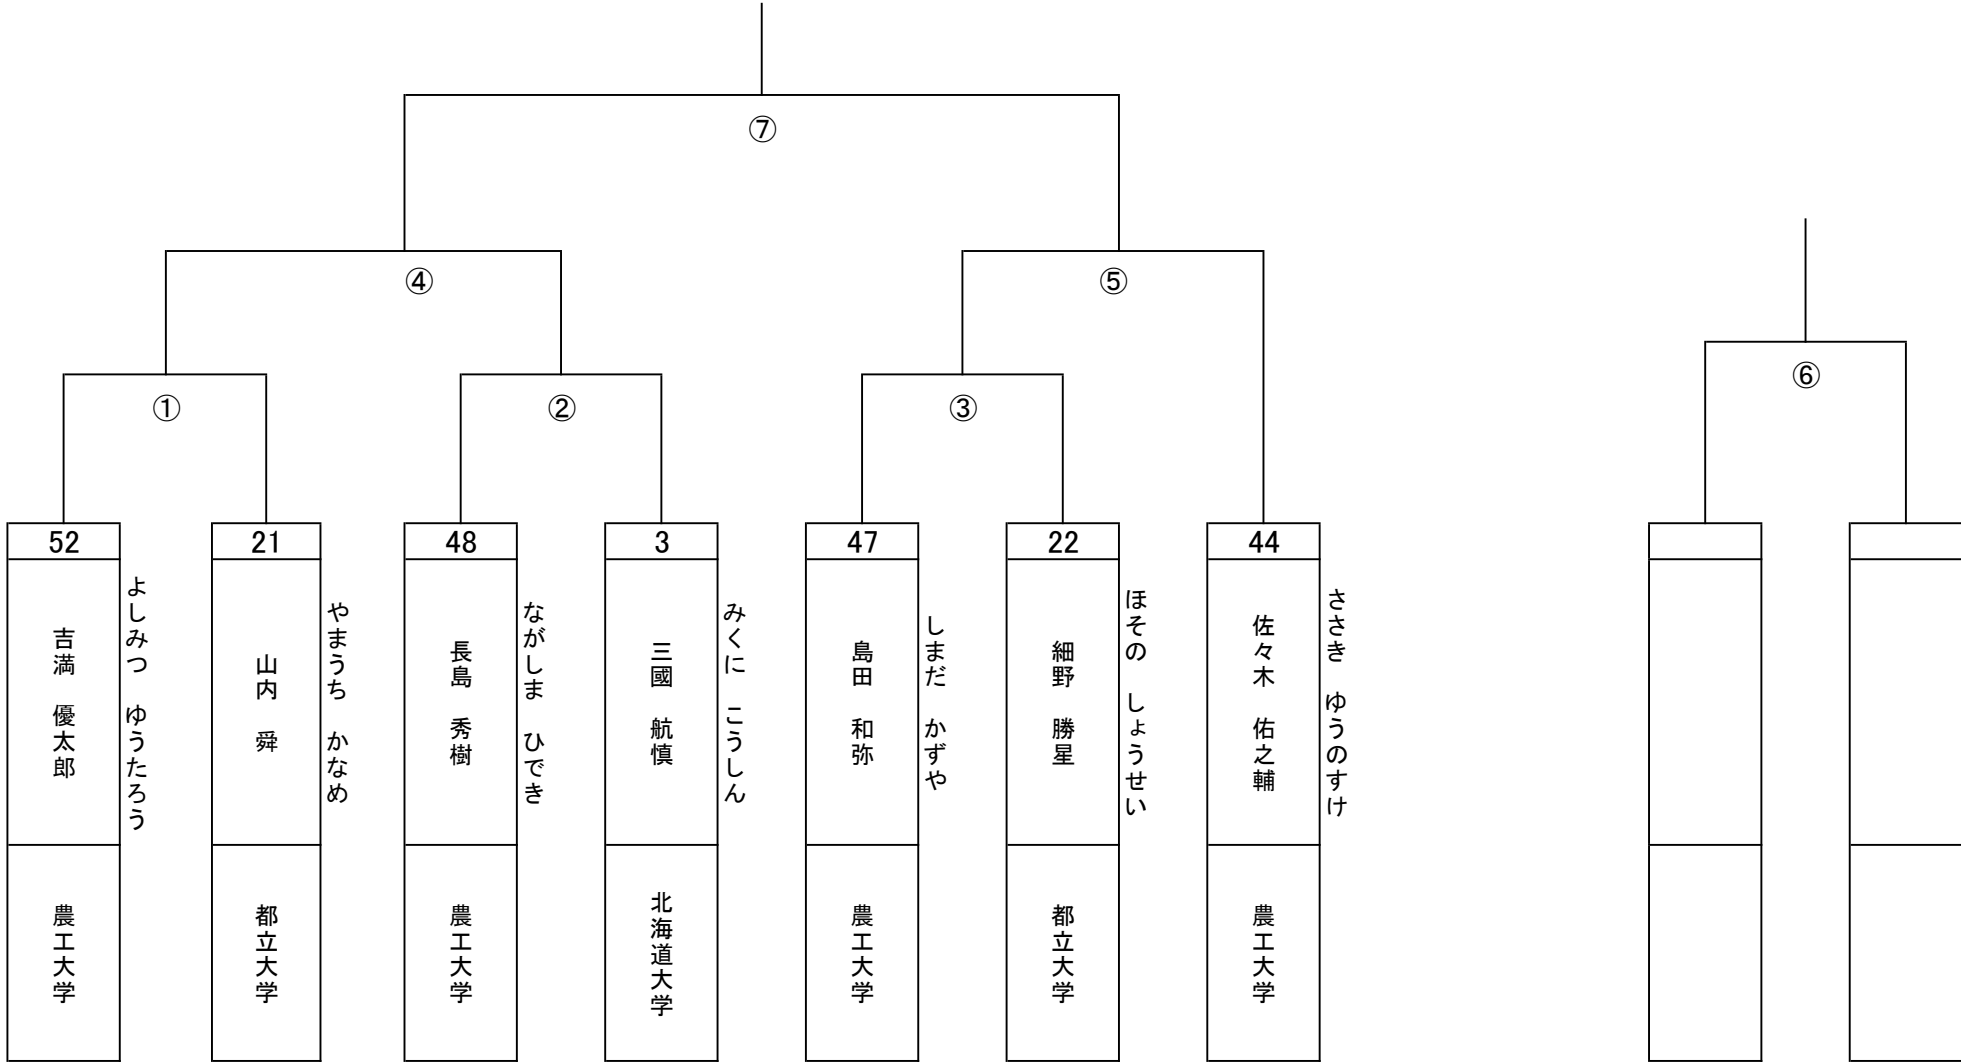 ⑦
④
⑤
⑥
①
②
③
52
21
48
3
47
22
44
吉満　優太郎
よしみつ　ゆうたろう
山内　舜
やまうち　かなめ
長島　秀樹
ながしま　ひでき
三國　航慎
みくに　こうしん
島田　和弥
しまだ　かずや
細野　勝星
ほその　しょうせい
佐々木　佑之輔
ささき　ゆうのすけ
農工大学
都立大学
農工大学
北海道大学
農工大学
都立大学
農工大学